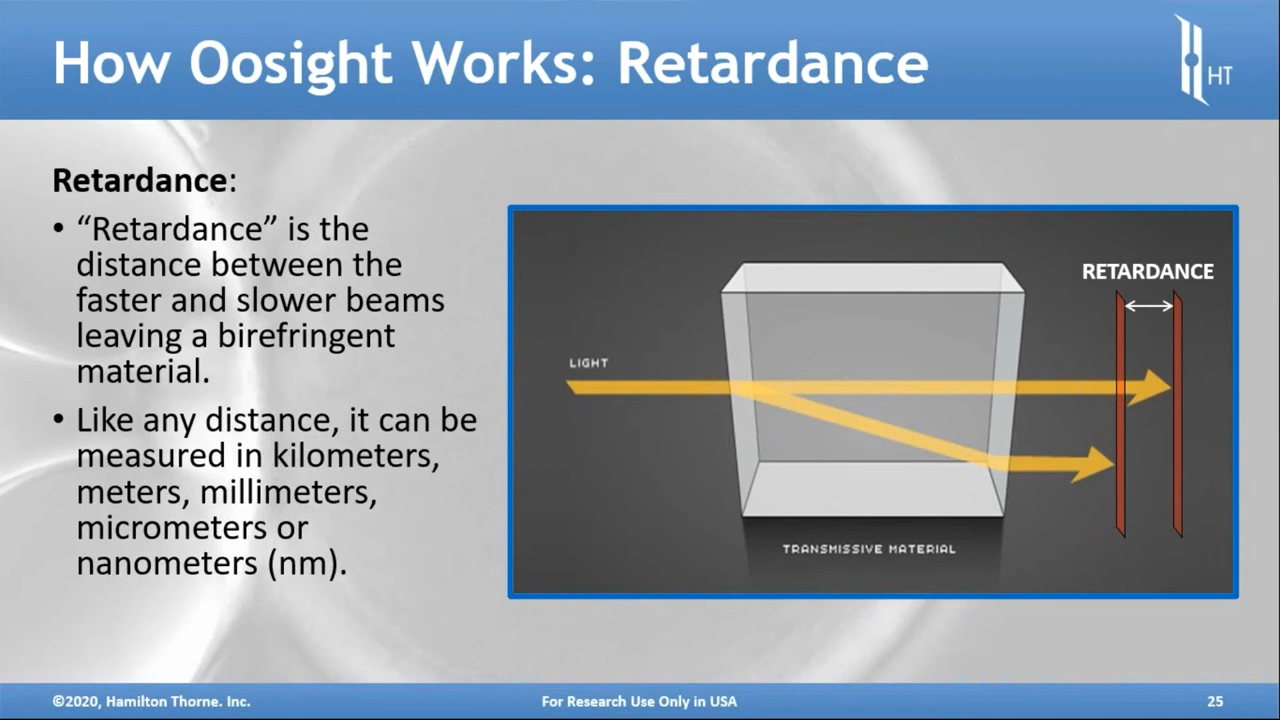 How Oosight Works: Retardance
HT
Retardance:
• “Retardance” is the
distance between the
faster and slower beams
leaving a birefringent
material.
• Like any distance, it can be
measured in kilometers,
meters, millimeters,
micrometers or
nanometers (nm).
RETARDANCE
LIGHT
TRANSMISSIVE MATERIAL
©2020, Hamilton Thorne. Inc.
For Research Use Only in USA
25